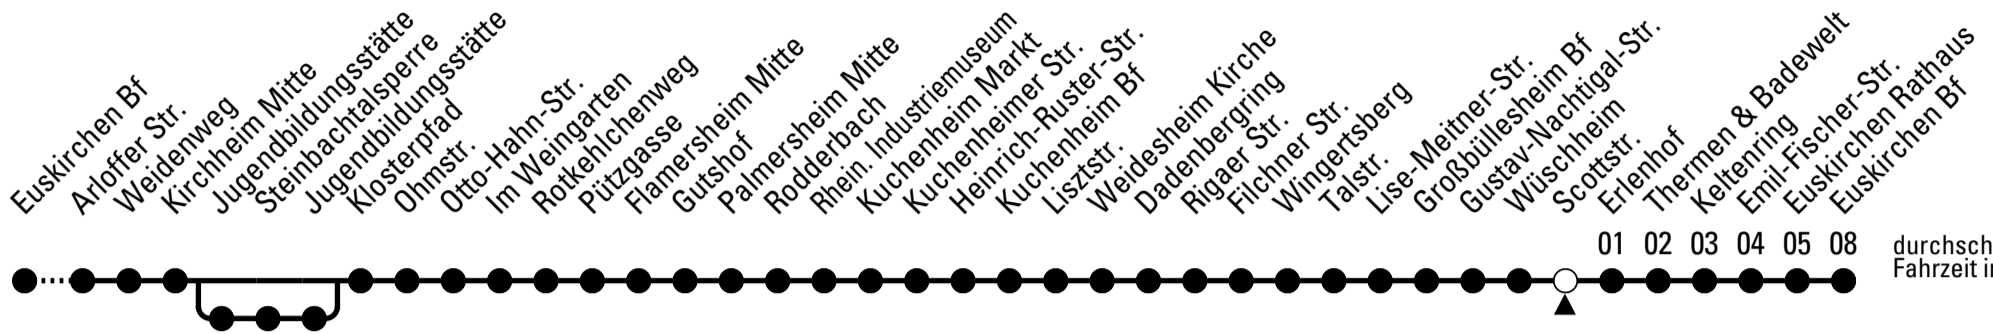 Euskirchen Bf
Arloffer Str.
Weidenweg
Kirchheim Mitte
Jugendbildungsstätte
Steinbachtalsperre
Jugendbildungsstätte
Klosterpfad
Ohmstr.
Otto-Hahn-Str.
Im Weingarten
Rotkehlchenweg
Pützgasse
Flamersheim Mitte
Gutshof
Palmersheim Mitte
Rodderbach
Rhein. Industriemuseum
Kuchenheim Markt
Kuchenheimer Str.
Heinrich-Ruster-Str.
Kuchenheim Bf
Lisztstr.
Weidesheim Kirche
Dadenbergring
Rigaer Str.
Filchner Str.
Wingertsberg
Talstr.
Lise-Meitner-Str.
Großbüllesheim Bf
Gustav-Nachtigal-Str.
Wüschheim
Scottstr.
Erlenhof
Thermen & Badewelt
Keltenring
Emil-Fischer-Str.
Euskirchen Rathaus
Euskirchen Bf
01 02 03 04 05 08
durchsch
Fahrzeit i